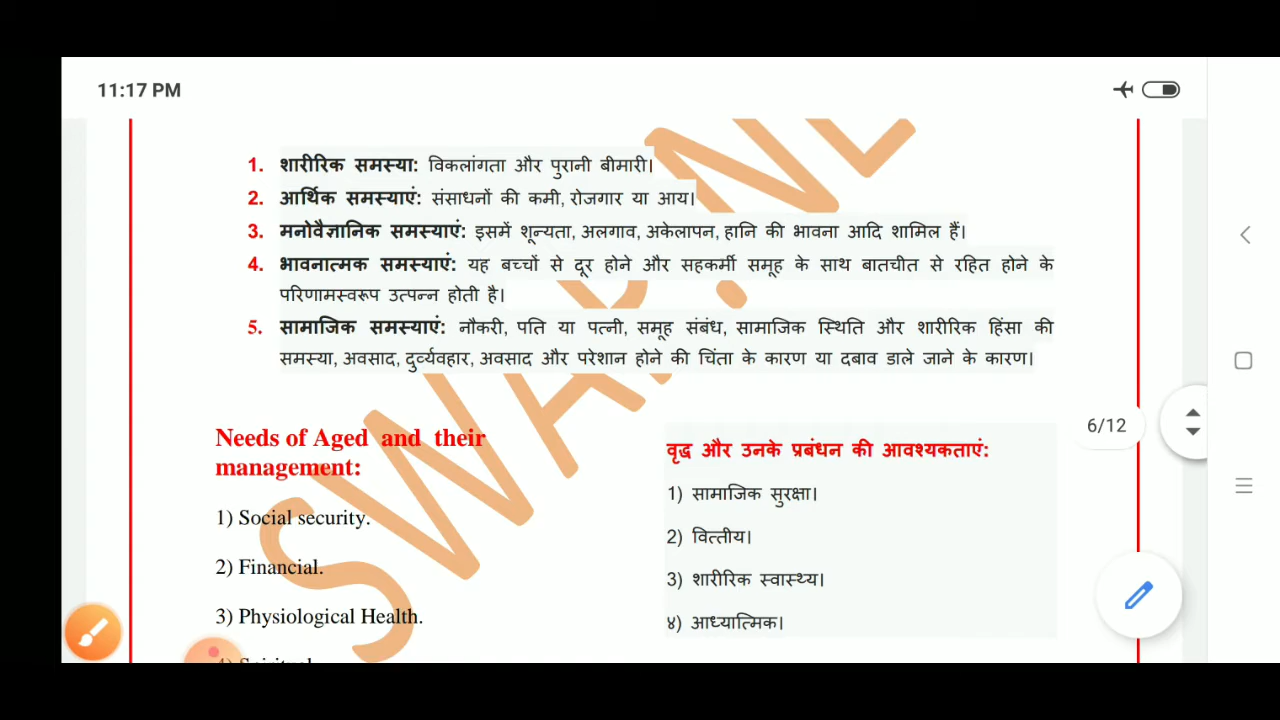 11:17 PM
1. शारीरिक समस्या: विकलांगता और पुरानी बीमारी।
2. आर्थिक समस्याएं: संसाधनों की कमी, रोजगार या आय।
3. मनोवैज्ञानिक समस्याएं: इसमें शून्यता, अलगाव, अकेलापन, हानि की भावना आदि शामिल हैं।
4. भावनात्मक समस्याएं: यह बच्चों से दूर होने और सहकर्मी समूह के साथ बातचीत से रहित होने के
परिणामस्वरूप उत्पन्न होती है।
5. सामाजिक समस्याएं: नौकरी, पति या पत्नी, समूह संबंध, सामाजिक स्थिति और शारीरिक हिंसा की
समस्या, अवसाद, दुर्व्यवहार, अवसाद और परेशान होने की चिंता के कारण या दबाव डाले जाने के कारण।
6/12
Needs of Aged and their
management:
1) Social security.
2) Financial.
3) Physiological Health.
4) Spiritual.
वृद्ध और उनके प्रबंधन की आवश्यकताएं:
1) सामाजिक सुरक्षा।
2) वित्तीय।
3) शारीरिक स्वास्थ्य।
४) आध्यात्मिक।